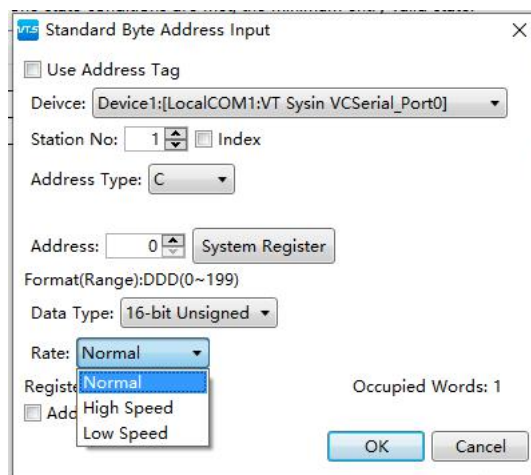 VT.S Standard Byte Address Input
Use Address Tag
Deivce: Device1:[LocalCOM1:VT Sysin VCSerial_Port0]
Station No: 1 Index
Address Type: C
Address: 0 System Register
Format(Range):DDD(0~199)
Data Type: 16-bit Unsigned
Rate: Normal
Normal
Occupied Words: 1
High Speed
Low Speed
OK Cancel